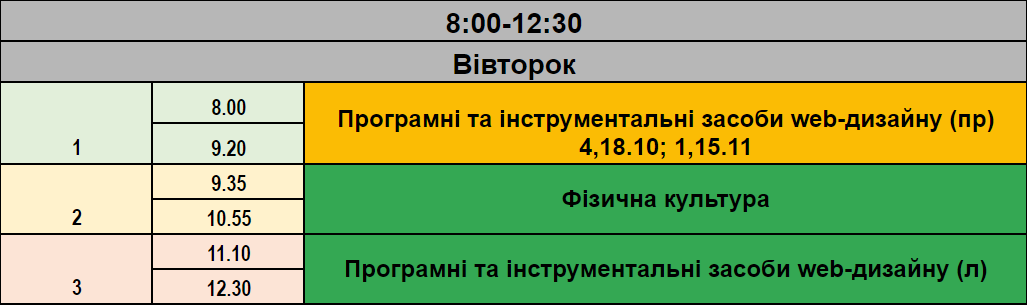 8:00-12:30
Вівторок
1
8.00
9.20
Програмні та інструментальні засоби web-дизайну (пр)
4,18.10; 1,15.11
2
9.35
10.55
Фізична культура
3
11.10
12.30
Програмні та інструментальні засоби web-дизайну (л)